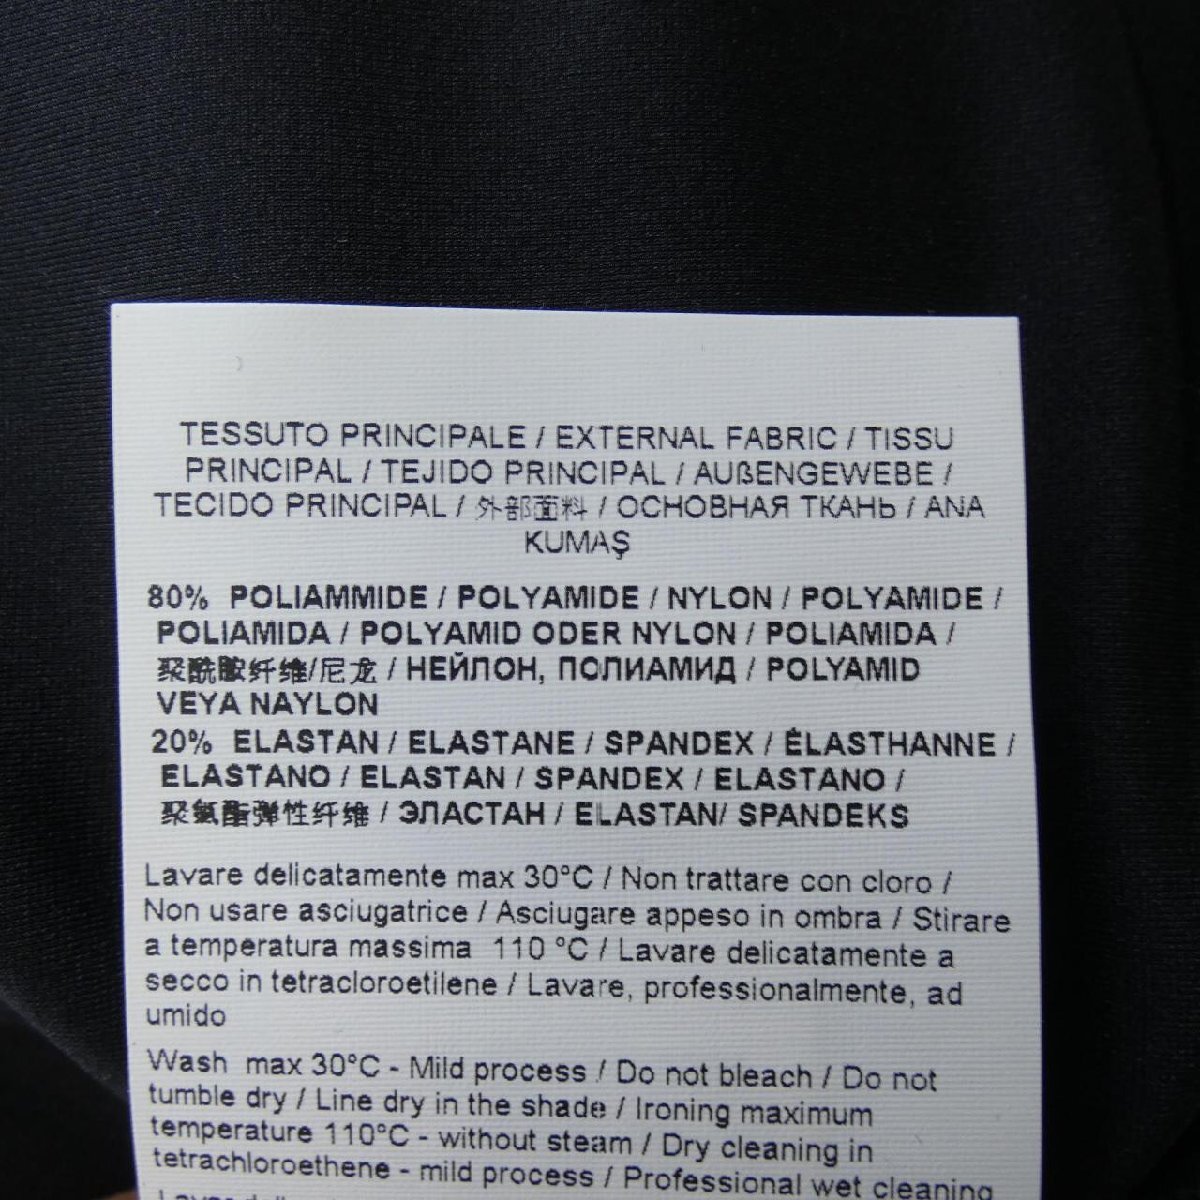 TESSUTO PRINCIPALE / EXTERNAL FABRIC / TISSU
PRINCIPAL / TEJIDO PRINCIPAL / AUßENGEWEBE /
TECIDO PRINCIPAL / 外部面料 / ОСНОВНАЯ ТКАНЬ / ANA
KUMAŞ
80% POLIAMMIDE / POLYAMIDE / NYLON / POLYAMIDE /
POLIAMIDA / POLYAMID ODER NYLON / POLIAMIDA /
聚酰胺纤维/尼龙 / НЕЙЛОН, ПОЛИАМИД / POLYAMID
VEYA NAYLON
20% ELASTAN / ELASTANE / SPANDEX / ÉLASTHANNE /
ELASTANO / ELASTAN / SPANDEX / ELASTANO /
聚氨酯弹性纤维 / ЭЛАСТАН / ELASTAN/ SPANDEKS
Lavare delicatamente max 30°C / Non trattare con cloro /
Non usare asciugatrice / Asciugare appeso in ombra / Stirare
a temperatura massima 110 °C / Lavare delicatamente a
secco in tetracloroetilene / Lavare, professionalmente, ad
umido
Wash max 30°C - Mild process / Do not bleach / Do not
tumble dry / Line dry in the shade / Ironing maximum
temperature 110°C - without steam / Dry cleaning in
tetrachloroethene - mild process / Professional wet cleaning